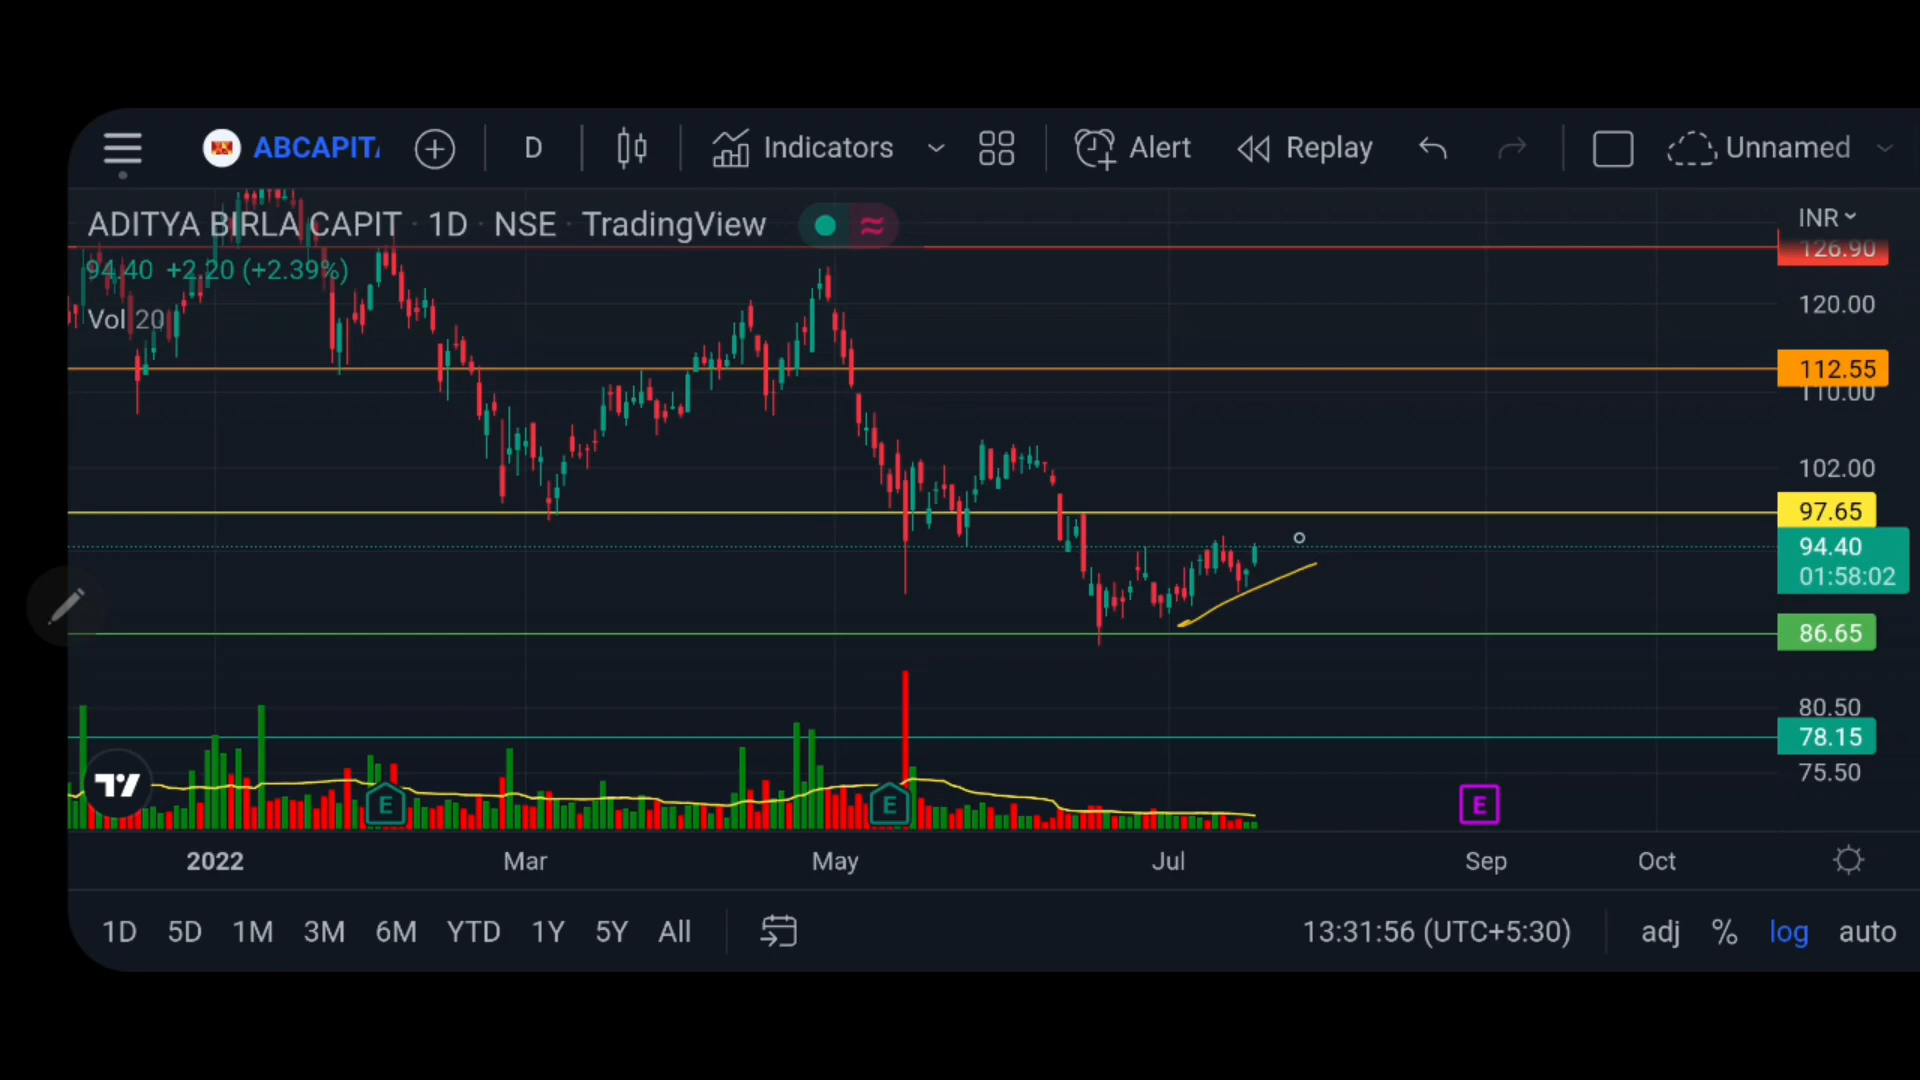 ABCAPIT
D
Indicators
Alert
Replay
Unnamed
ADITYA BIRLA CAPIT · 1D · NSE · TradingView
INR
94.40 +2.20 (+2.39%)
Vol 20
126.90
120.00
112.55
110.00
102.00
97.65
94.40
01:58:02
86.65
80.50
78.15
75.50
E
E
E
2022
Mar
May
Jul
Sep
Oct
1D 5D 1M 3M 6M YTD 1Y 5Y All
13:31:56 (UTC+5:30)
adj % log auto